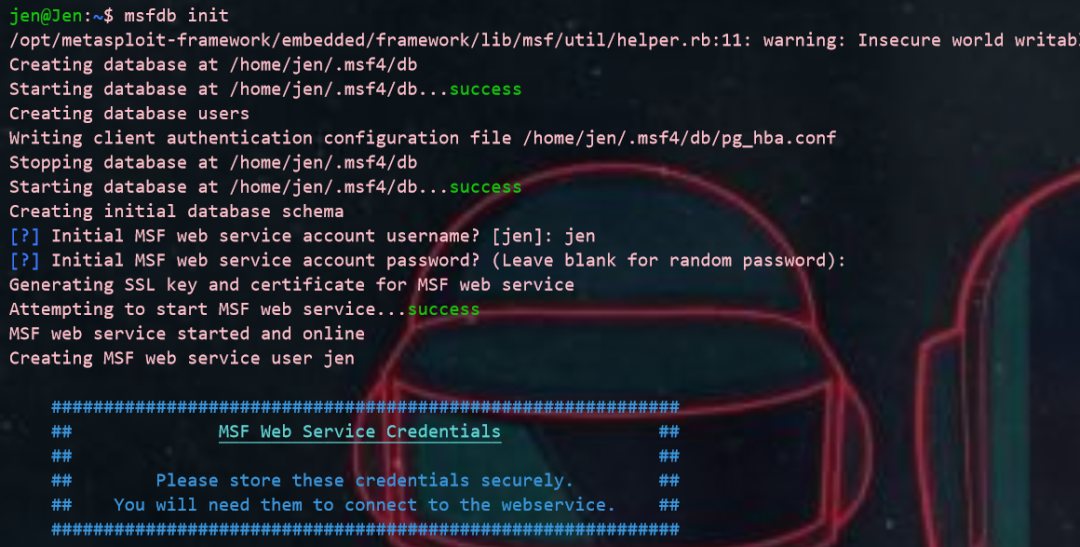 jen@Jen:~$ msfdb init
/opt/metasploit-framework/embedded/framework/lib/msf/util/helper.rb:11: warning: Insecure world writabl
Creating database at /home/jen/.msf4/db
Starting database at /home/jen/.msf4/db...success
Creating database users
Writing client authentication configuration file /home/jen/.msf4/db/pg_hba.conf
Stopping database at /home/jen/.msf4/db
Starting database at /home/jen/.msf4/db...success
Creating initial database schema
[?] Initial MSF web service account username? [jen]: jen
[?] Initial MSF web service account password? (Leave blank for random password):
Generating SSL key and certificate for MSF web service
Attempting to start MSF web service...success
MSF web service started and online
Creating MSF web service user jen
############################################################
## MSF Web Service Credentials ##
## ##
## Please store these credentials securely. ##
## You will need them to connect to the webservice. ##
############################################################